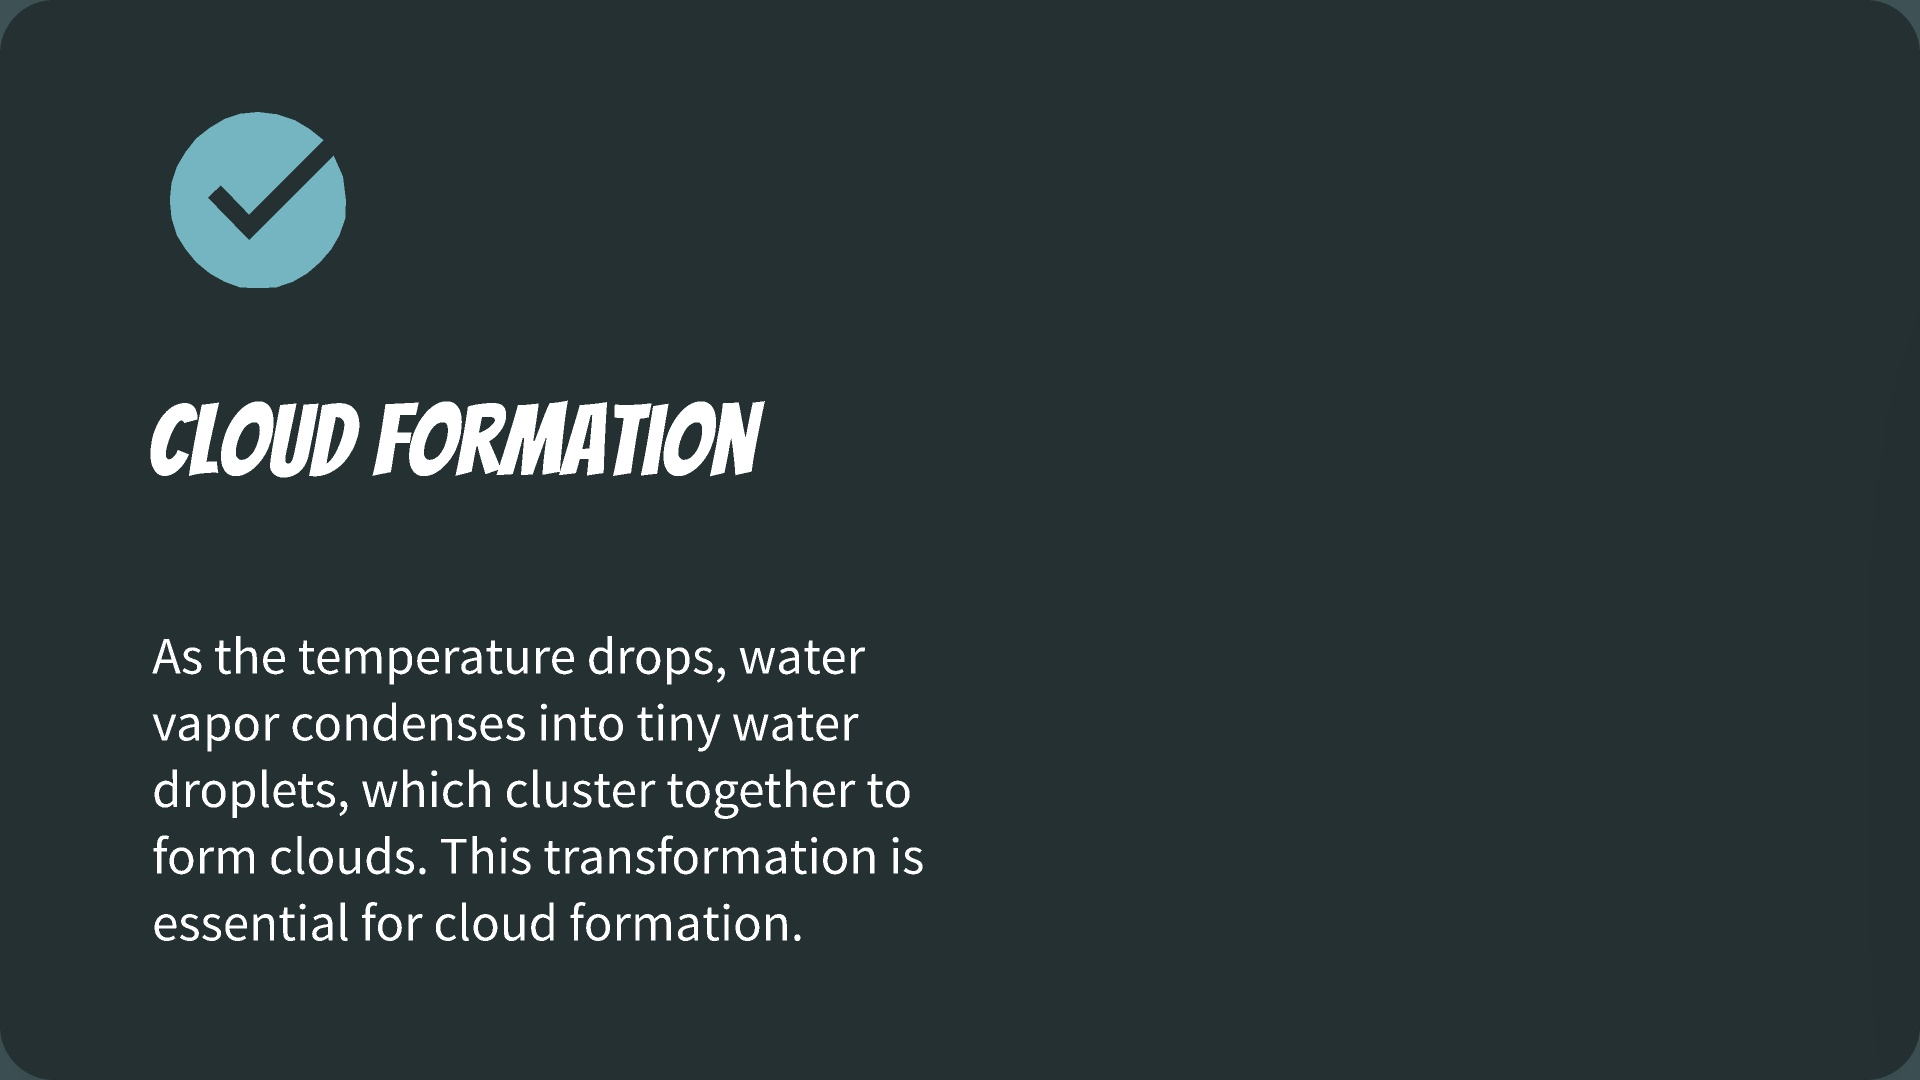 CLOUD FORMATION
As the temperature drops, water
vapor condenses into tiny water
droplets, which cluster together to
form clouds. This transformation is
essential for cloud formation.